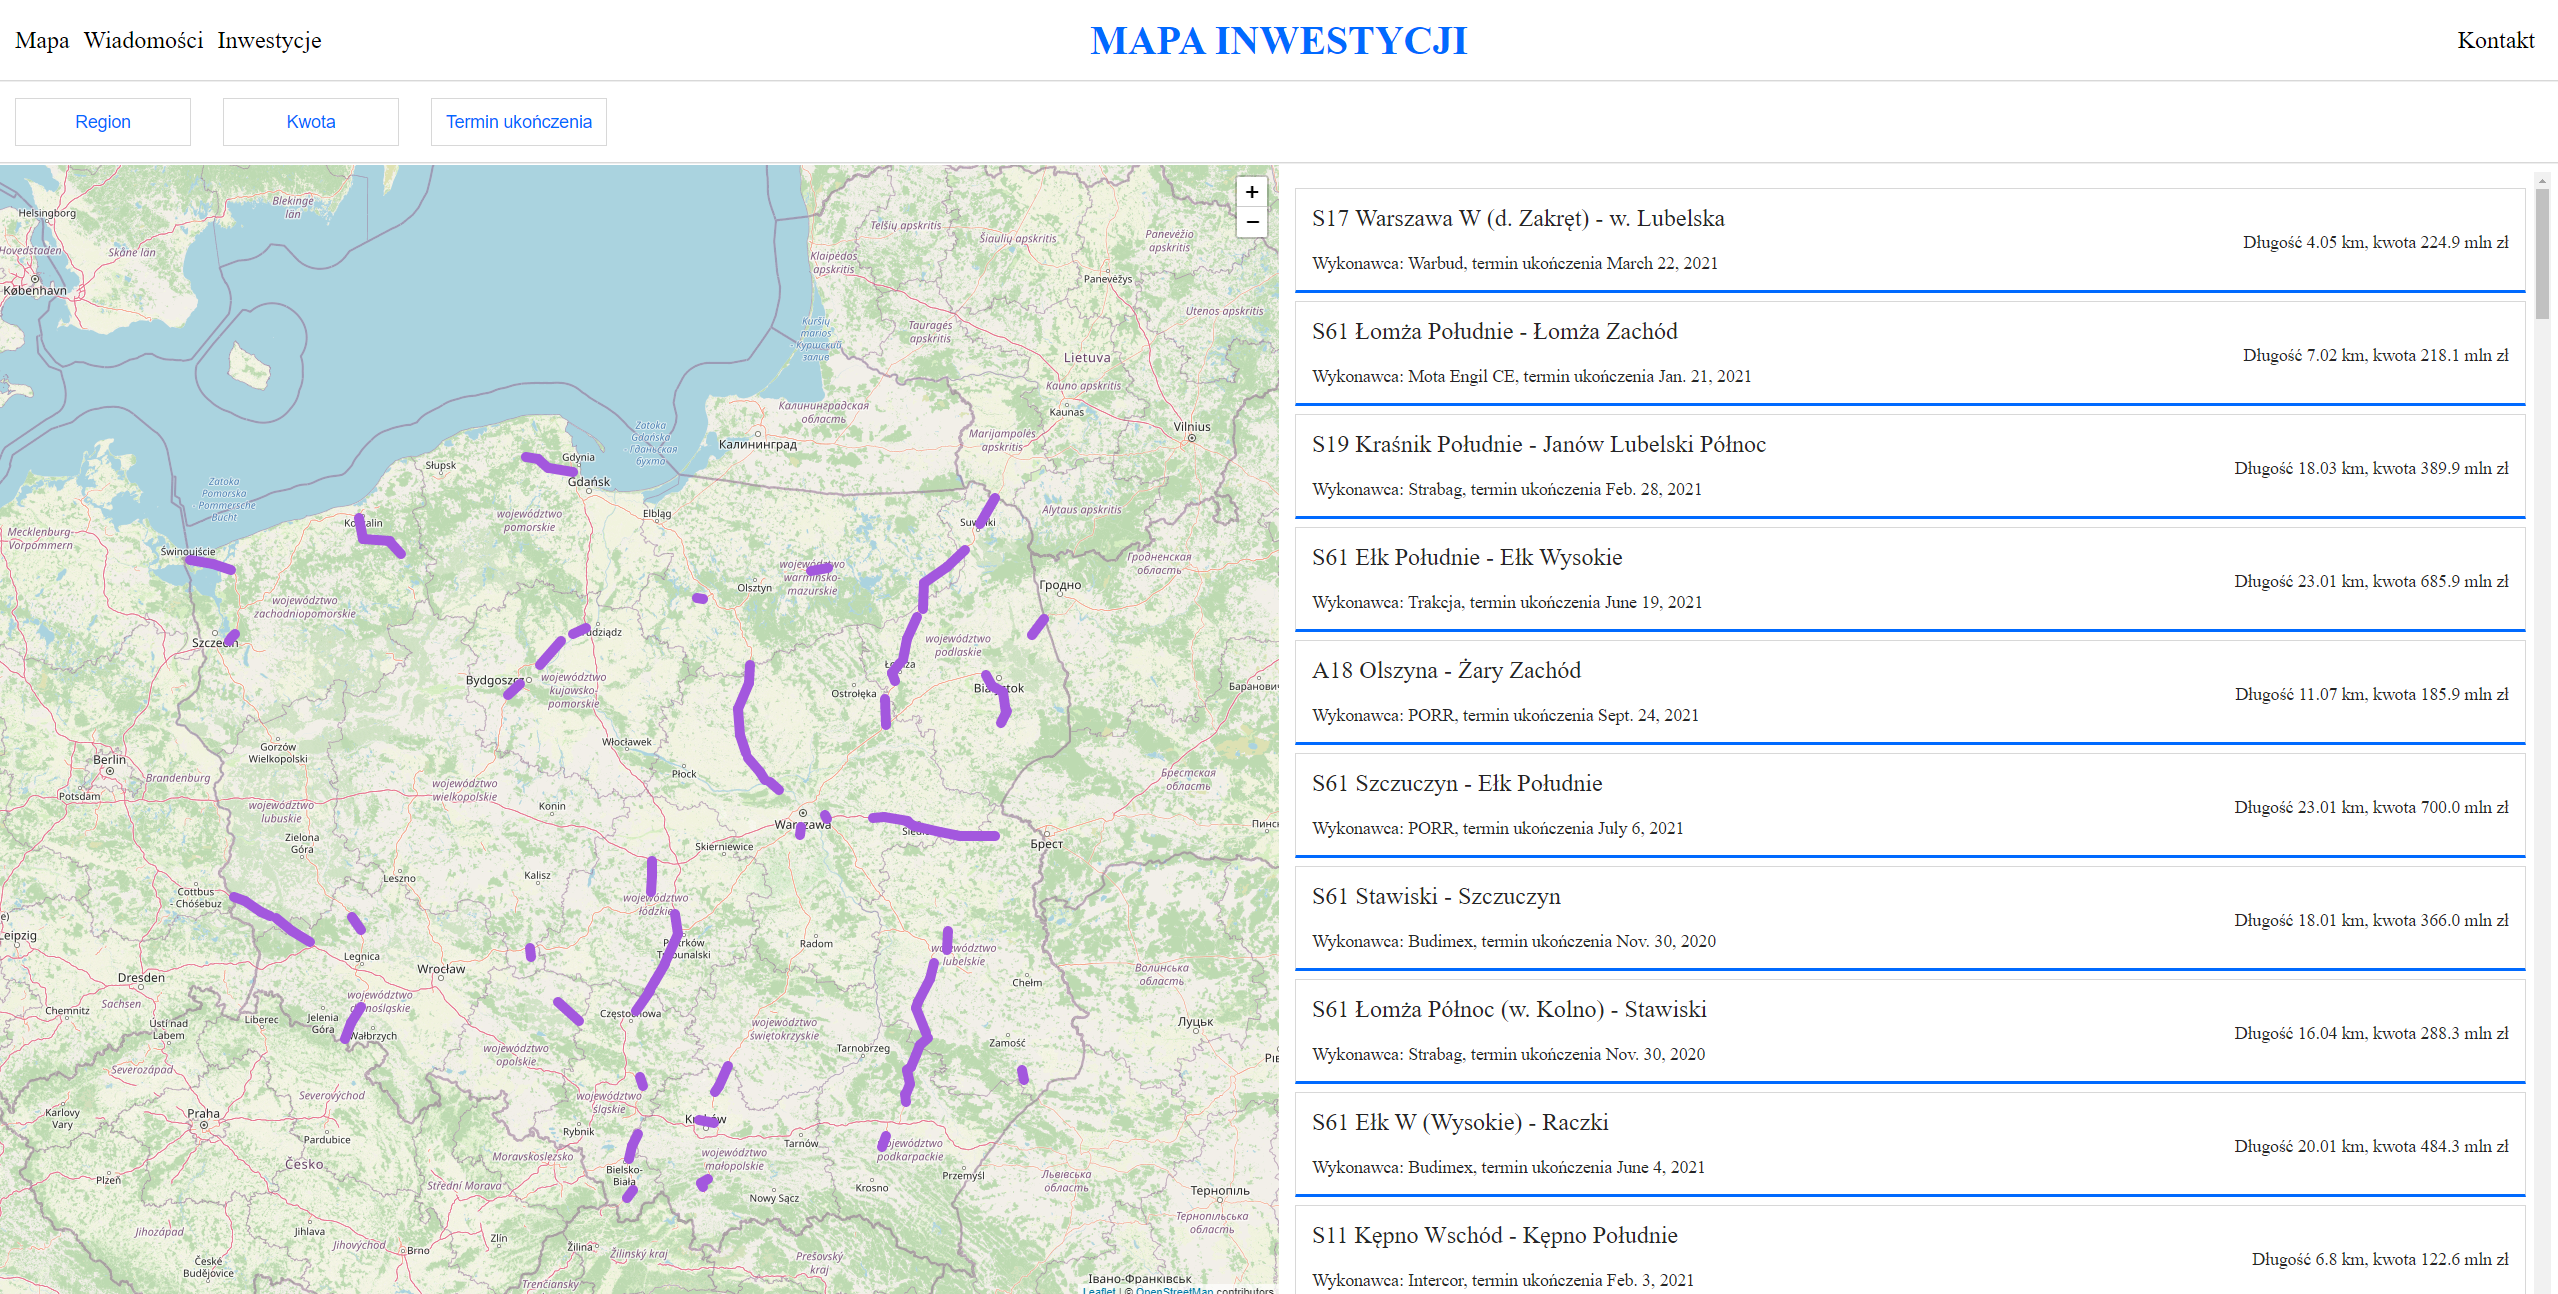 Mapa Wiadomości Inwestycje
MAPA INWESTYCJI
Kontakt
Region
Kwota
Termin ukończenia
Helsingborg
Blekinge
län
Hovedstaden
Skåne län
København
Telšių apskritis
Šiaulių apskritis
Panevėžio
apskritis
Klaipėdos
apskritis
Panevėžys
Utenos apskritis
Kuršių
marios
- Куршский
залив
Tauragės
apskritis
Lietuva
Kauno apskritis
Kaunas
Калининградская
область
Marijampolės
apskritis
Vilnius
Калининград
Zatoka
Gdańska
- Гданьская
бухта
Słupsk
Gdynia
Gdańsk
Zatoka
Pomorska
- Pommersche
Bucht
województwo
pomorskie
Elbląg
Alytaus apskritis
Mecklenburg-
Vorpommern
Świnoujście
województwo
warmińsko-
mazurskie
Olsztyn
Гродненская
область
Гродно
województwo
zachodniopomorskie
województwo
podlaskie
Bydgoszcz
województwo
kujawsko-
pomorskie
Ostrołęka
Włocławek
Gorzów
Wielkopolski
Berlin
Brandenburg
Potsdam
Płock
województwo
wielkopolskie
Konin
województwo
lubuskie
Брестская
область
Warszawa
Брест
Zielona
Góra
Skierniewice
Kalisz
Leszno
Cottbus
- Chóśebuz
województwo
łódzkie
Leipzig
Legnica
Wrocław
Radom
województwo
lubelskie
Волинська
область
Chełm
Dresden
Sachsen
Chemnitz
Ústí nad
Labem
Liberec
Jelenia
Góra
Wałbrzych
Częstochowa
województwo
świętokrzyskie
województwo
opolskie
Tarnobrzeg
Zamość
Луцьк
Severozápad
Severovýchod
województwo
śląskie
Karlovy
Vary
Praha
Pardubice
Rybnik
Kraków
Tarnów
województwo
podkarpackie
województwo
małopolskie
Česko
Moravskoslezsko
Bielsko-
Biała
Plzeň
Střední Morava
Nowy Sącz
Krosno
Przemyśl
Львівська
область
Тернопіль
Тернопільська
область
Jihozápad
Jihlava
Jihovýchod
Brno
Zlín
Žilina
Žilinský kraj
Prešovský
kraj
České
Budějovice
Trenčiansky
Івано-Франківськ
Leaflet | © OpenStreetMap contributors
+
−
S17 Warszawa W (d. Zakręt) - w. Lubelska
Długość 4.05 km, kwota 224.9 mln zł
Wykonawca: Warbud, termin ukończenia March 22, 2021
S61 Łomża Południe - Łomża Zachód
Długość 7.02 km, kwota 218.1 mln zł
Wykonawca: Mota Engil CE, termin ukończenia Jan. 21, 2021
S19 Kraśnik Południe - Janów Lubelski Północ
Długość 18.03 km, kwota 389.9 mln zł
Wykonawca: Strabag, termin ukończenia Feb. 28, 2021
S61 Ełk Południe - Ełk Wysokie
Długość 23.01 km, kwota 685.9 mln zł
Wykonawca: Trakcja, termin ukończenia June 19, 2021
A18 Olszyna - Żary Zachód
Długość 11.07 km, kwota 185.9 mln zł
Wykonawca: PORR, termin ukończenia Sept. 24, 2021
S61 Szczuczyn - Ełk Południe
Długość 23.01 km, kwota 700.0 mln zł
Wykonawca: PORR, termin ukończenia July 6, 2021
S61 Stawiski - Szczuczyn
Długość 18.01 km, kwota 366.0 mln zł
Wykonawca: Budimex, termin ukończenia Nov. 30, 2020
S61 Łomża Północ (w. Kolno) - Stawiski
Długość 16.04 km, kwota 288.3 mln zł
Wykonawca: Strabag, termin ukończenia Nov. 30, 2020
S61 Ełk W (Wysokie) - Raczki
Długość 20.01 km, kwota 484.3 mln zł
Wykonawca: Budimex, termin ukończenia June 4, 2021
S11 Kępno Wschód - Kępno Południe
Długość 6.8 km, kwota 122.6 mln zł
Wykonawca: Intercor, termin ukończenia Feb. 3, 2021